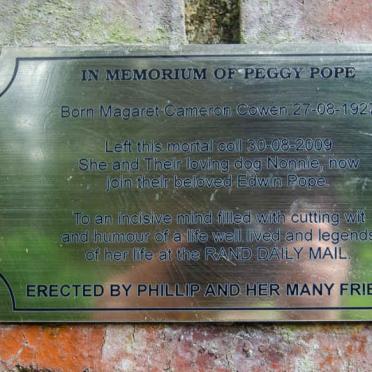 IN MEMORIUM OF PEGGY POPE
Born Magaret Cameron Cowen 27-08-192
Left this mortal coil 30-08-2009
She and Their loving dog Nonnie, now
join their beloved Edwin Pope.
To an incisive mind filled with cutting wit
and humour of a life well lived and legends
of her life at the RAND DAILY MAIL.
ERECTED BY PHILLIP AND HER MANY FRIE